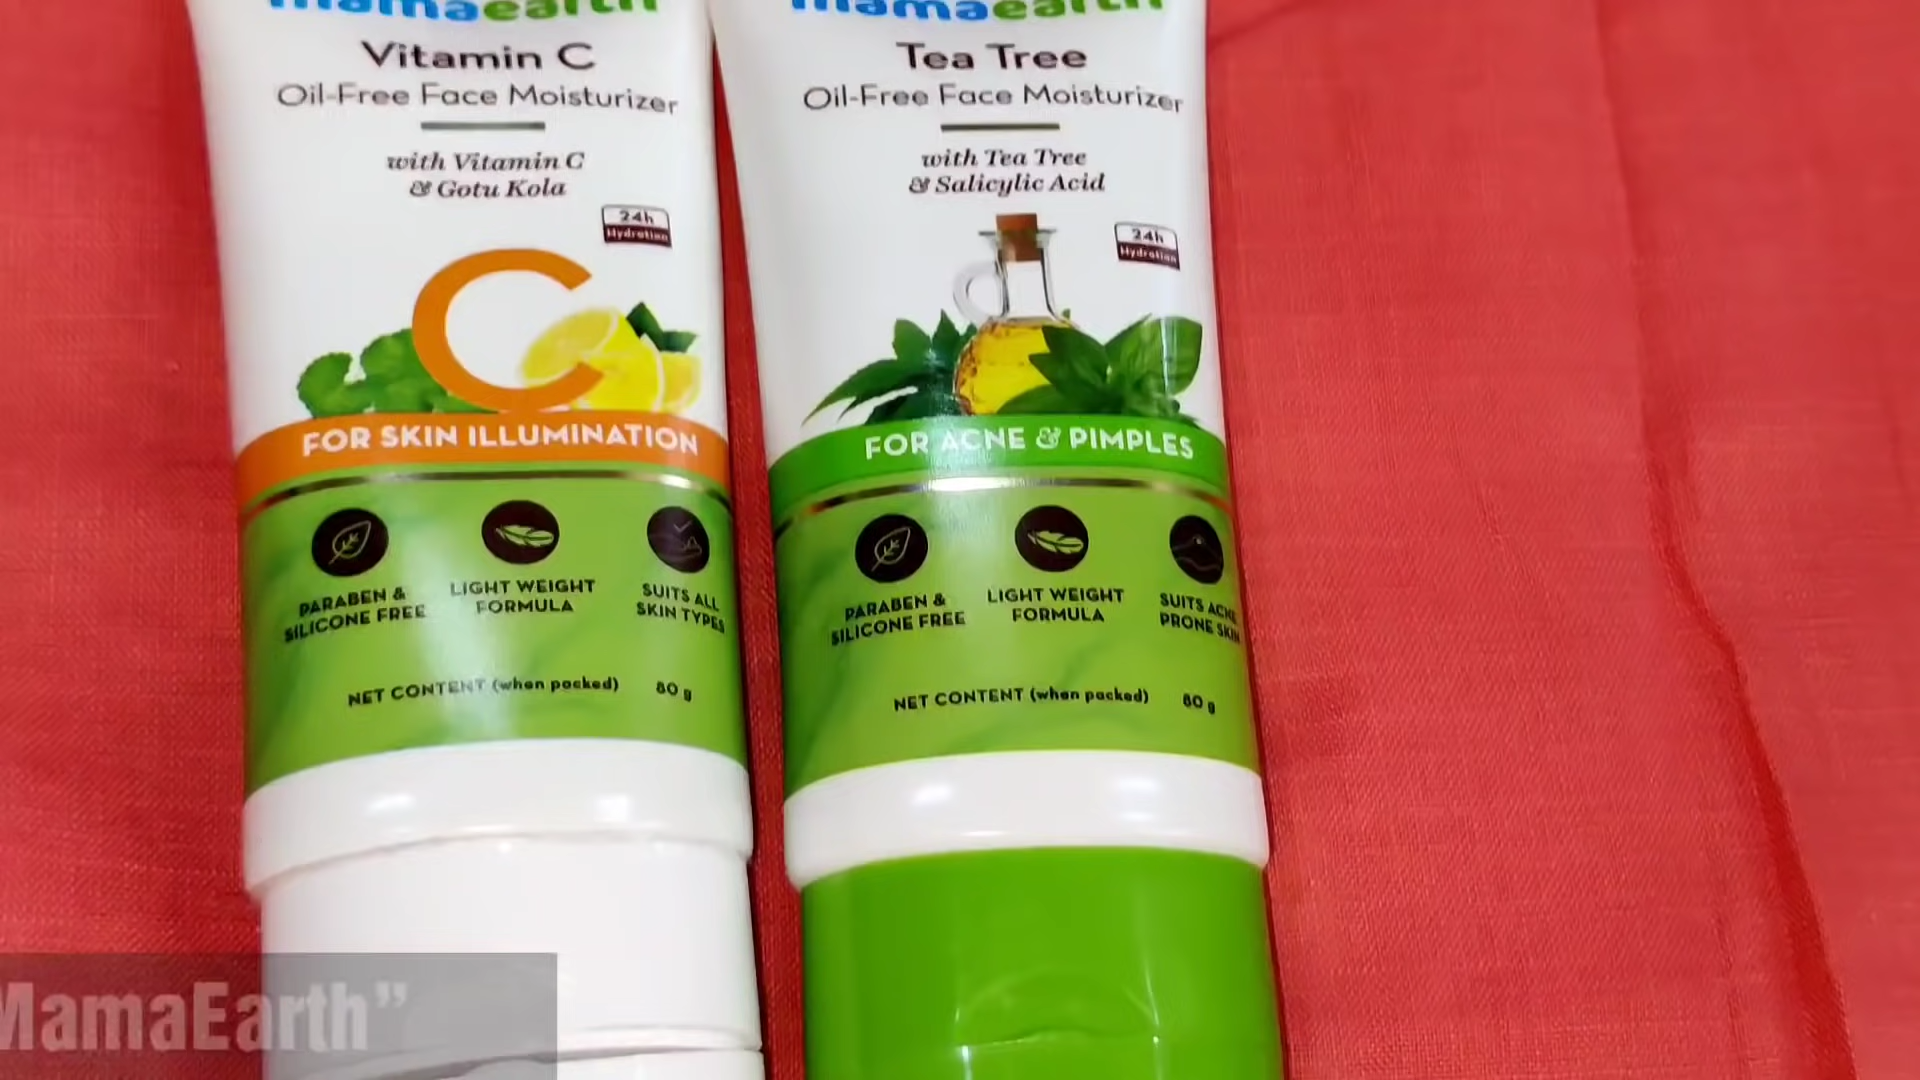 mamaearth
Vitamin C
Oil-Free Face Moisturizer
with Vitamin C
& Gotu Kola
24h
Hydration
C
FOR SKIN ILLUMINATION
PARABEN &
SILICONE FREE
LIGHT WEIGHT
FORMULA
SUITS ALL
SKIN TYPES
NET CONTENT (when packed) 80 g
mamaearth
Tea Tree
Oil-Free Face Moisturizer
with Tea Tree
& Salicylic Acid
24h
Hydration
FOR ACNE & PIMPLES
PARABEN &
SILICONE FREE
LIGHT WEIGHT
FORMULA
SUITS ACNE
PRONE SKIN
NET CONTENT (when packed) 80 g
MamaEarth”